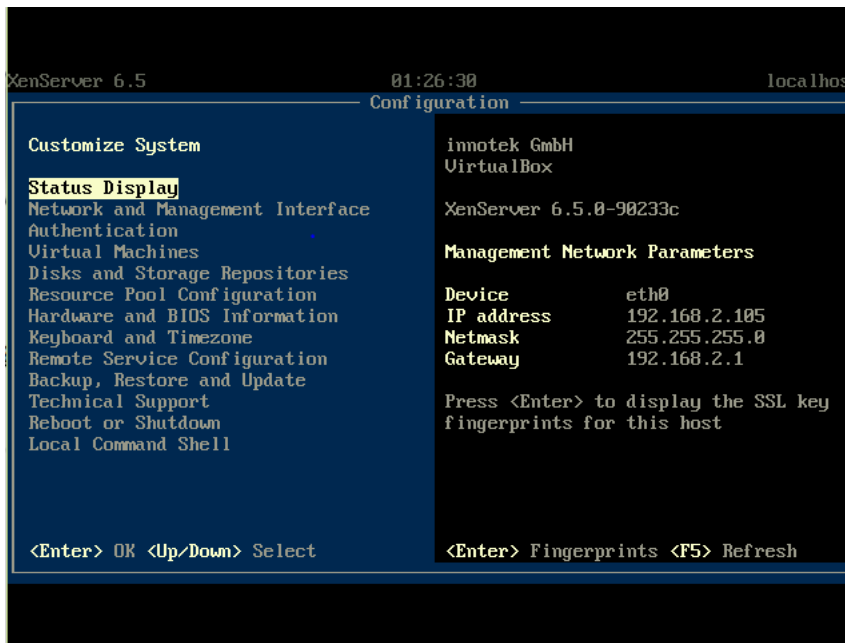 XenServer 6.5 01:26:30 localhos
Configuration
Customize System
Status Display
Network and Management Interface
Authentication
Virtual Machines
Disks and Storage Repositories
Resource Pool Configuration
Hardware and BIOS Information
Keyboard and Timezone
Remote Service Configuration
Backup, Restore and Update
Technical Support
Reboot or Shutdown
Local Command Shell
<Enter> OK <Up/Down> Select
innotek GmbH
VirtualBox
XenServer 6.5.0-90233c
Management Network Parameters
Device eth0
IP address 192.168.2.105
Netmask 255.255.255.0
Gateway 192.168.2.1
Press <Enter> to display the SSL key
fingerprints for this host
<Enter> Fingerprints <F5> Refresh